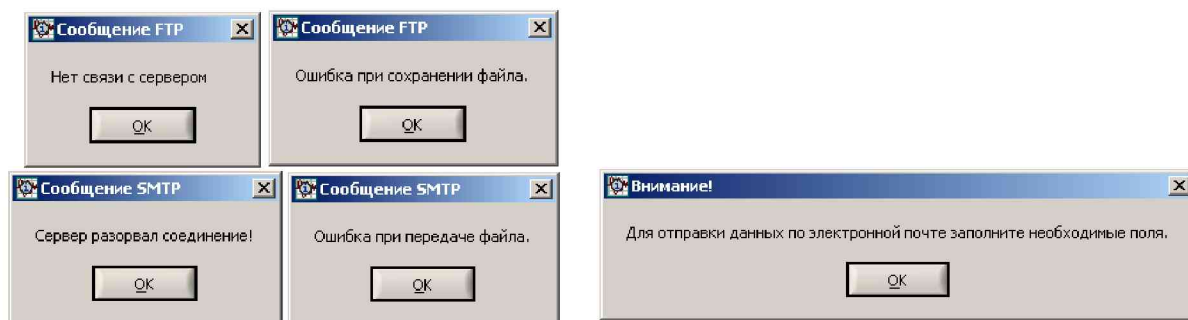 Сообщение FTP
Нет связи с сервером
OK
Сообщение FTP
Ошибка при сохранении файла.
OK
Сообщение SMTP
Сервер разорвал соединение!
OK
Сообщение SMTP
Ошибка при передаче файла.
OK
Внимание!
Для отправки данных по электронной почте заполните необходимые поля.
OK